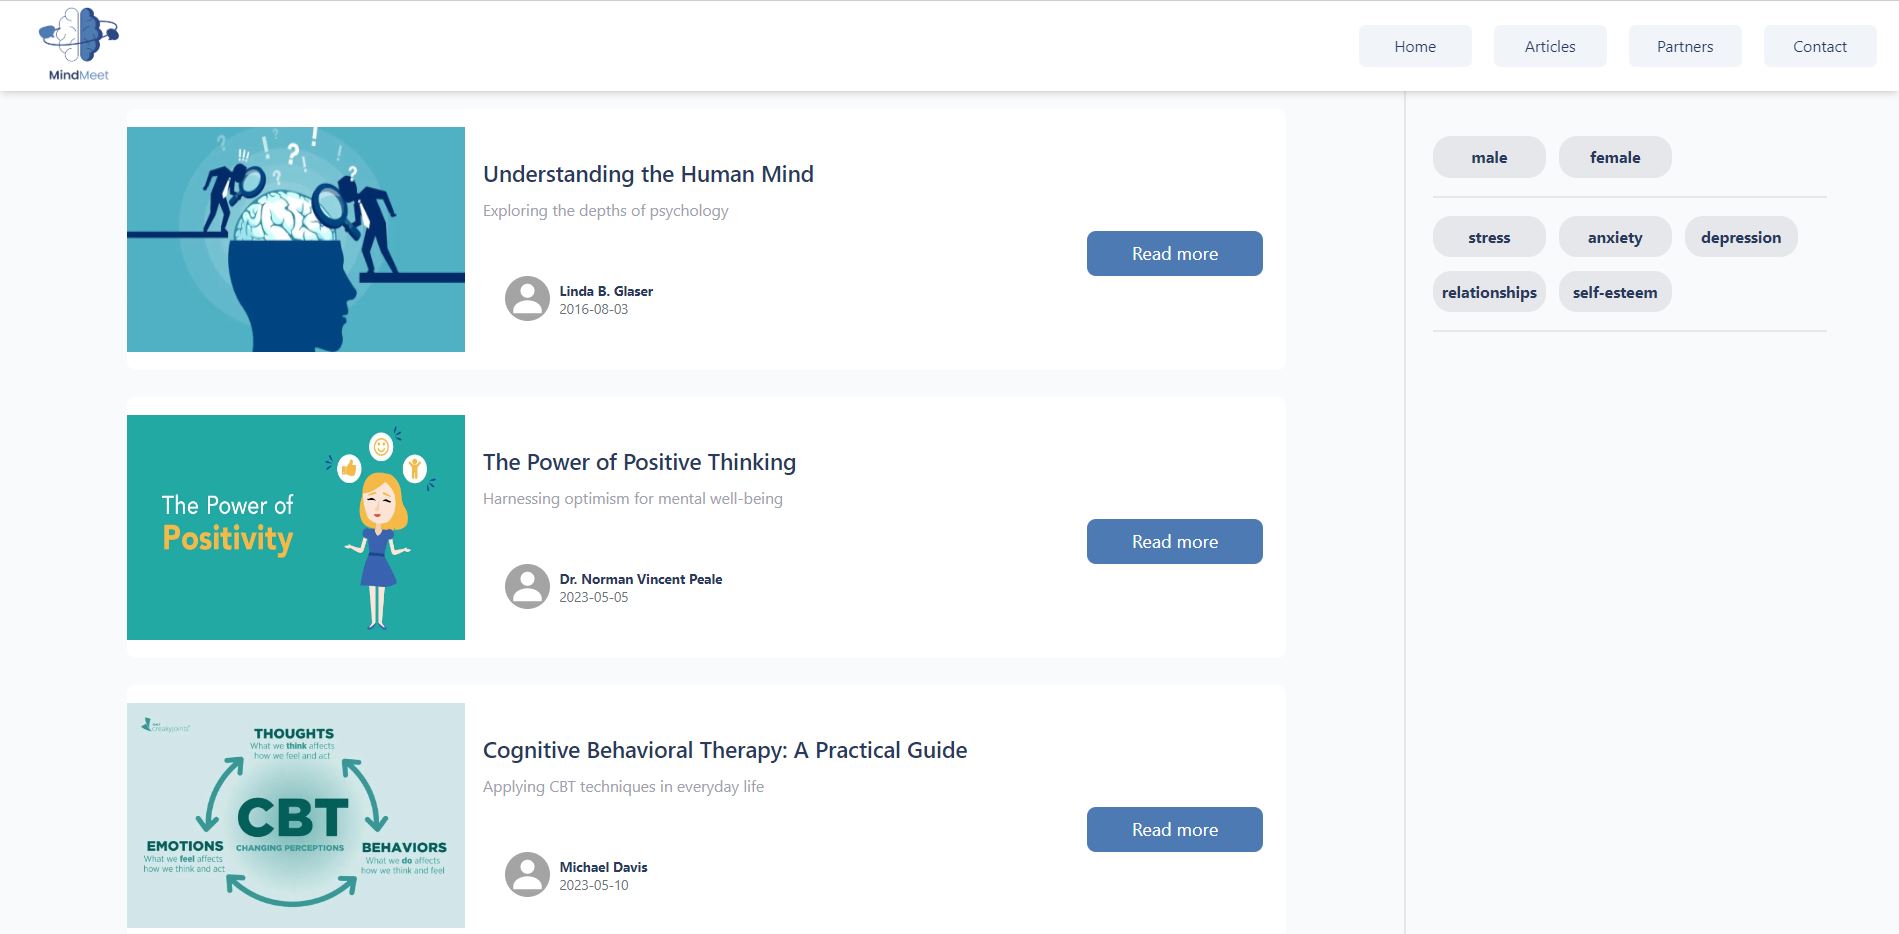 MindMeet
Home
Articles
Partners
Contact
Understanding the Human Mind
Exploring the depths of psychology
Linda B. Glaser
2016-08-03
Read more
The Power of
Positivity
The Power of Positive Thinking
Harnessing optimism for mental well-being
Dr. Norman Vincent Peale
2023-05-05
Read more
creakyjoints
THOUGHTS
What we think affects
how we feel and act
CBT
CHANGING PERCEPTIONS
EMOTIONS
What we feel affects
how we think and act
BEHAVIORS
What we do affects
how we think and feel
Cognitive Behavioral Therapy: A Practical Guide
Applying CBT techniques in everyday life
Michael Davis
2023-05-10
Read more
male
female
stress
anxiety
depression
relationships
self-esteem